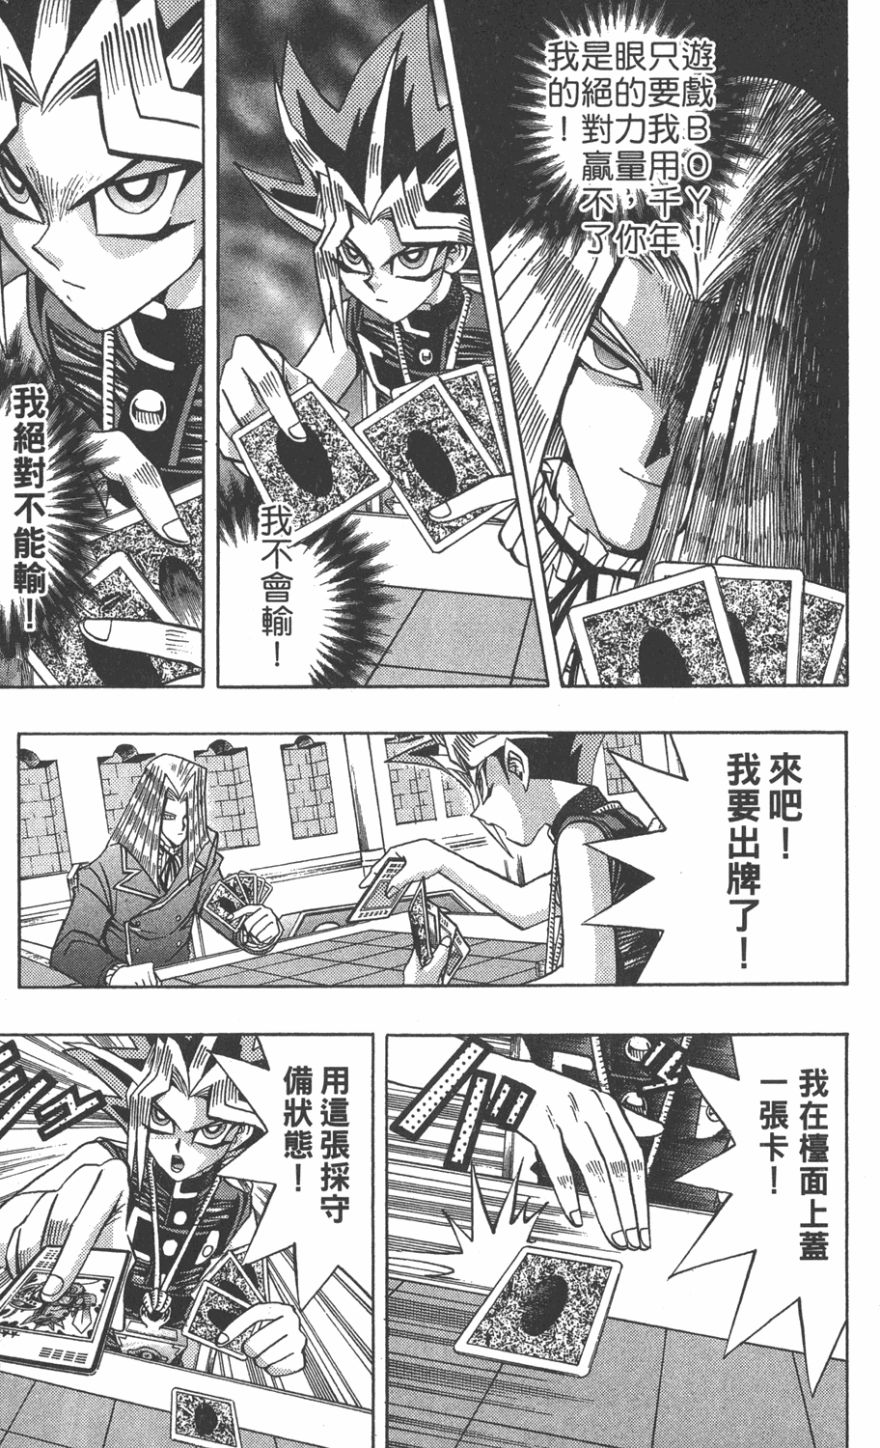 遊戲BOY！
只要我用千年
眼的力量，你
是絕對贏不了
我的！
我不會輸！
我絕對不能輸！
來吧！
我要出牌了！
我在檯面上蓋
一張卡！
用這張採守
備狀態！